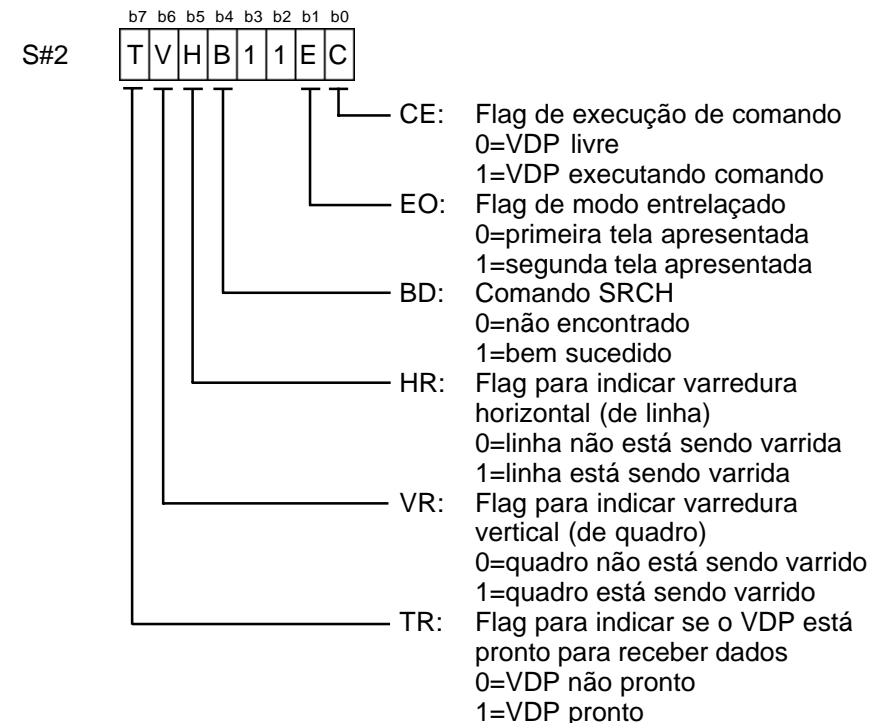 b7 b6 b5 b4 b3 b2 b1 b0
S#2 T V H B 1 1 E C
CE: Flag de execução de comando
0=VDP livre
1=VDP executando comando
EO: Flag de modo entrelaçado
0=primeira tela apresentada
1=segunda tela apresentada
BD: Comando SRCH
0=não encontrado
1=bem sucedido
HR: Flag para indicar varredura
horizontal (de linha)
0=linha não está sendo varrida
1=linha está sendo varrida
VR: Flag para indicar varredura
vertical (de quadro)
0=quadro não está sendo varrido
1=quadro está sendo varrido
TR: Flag para indicar se o VDP está
pronto para receber dados
0=VDP não pronto
1=VDP pronto